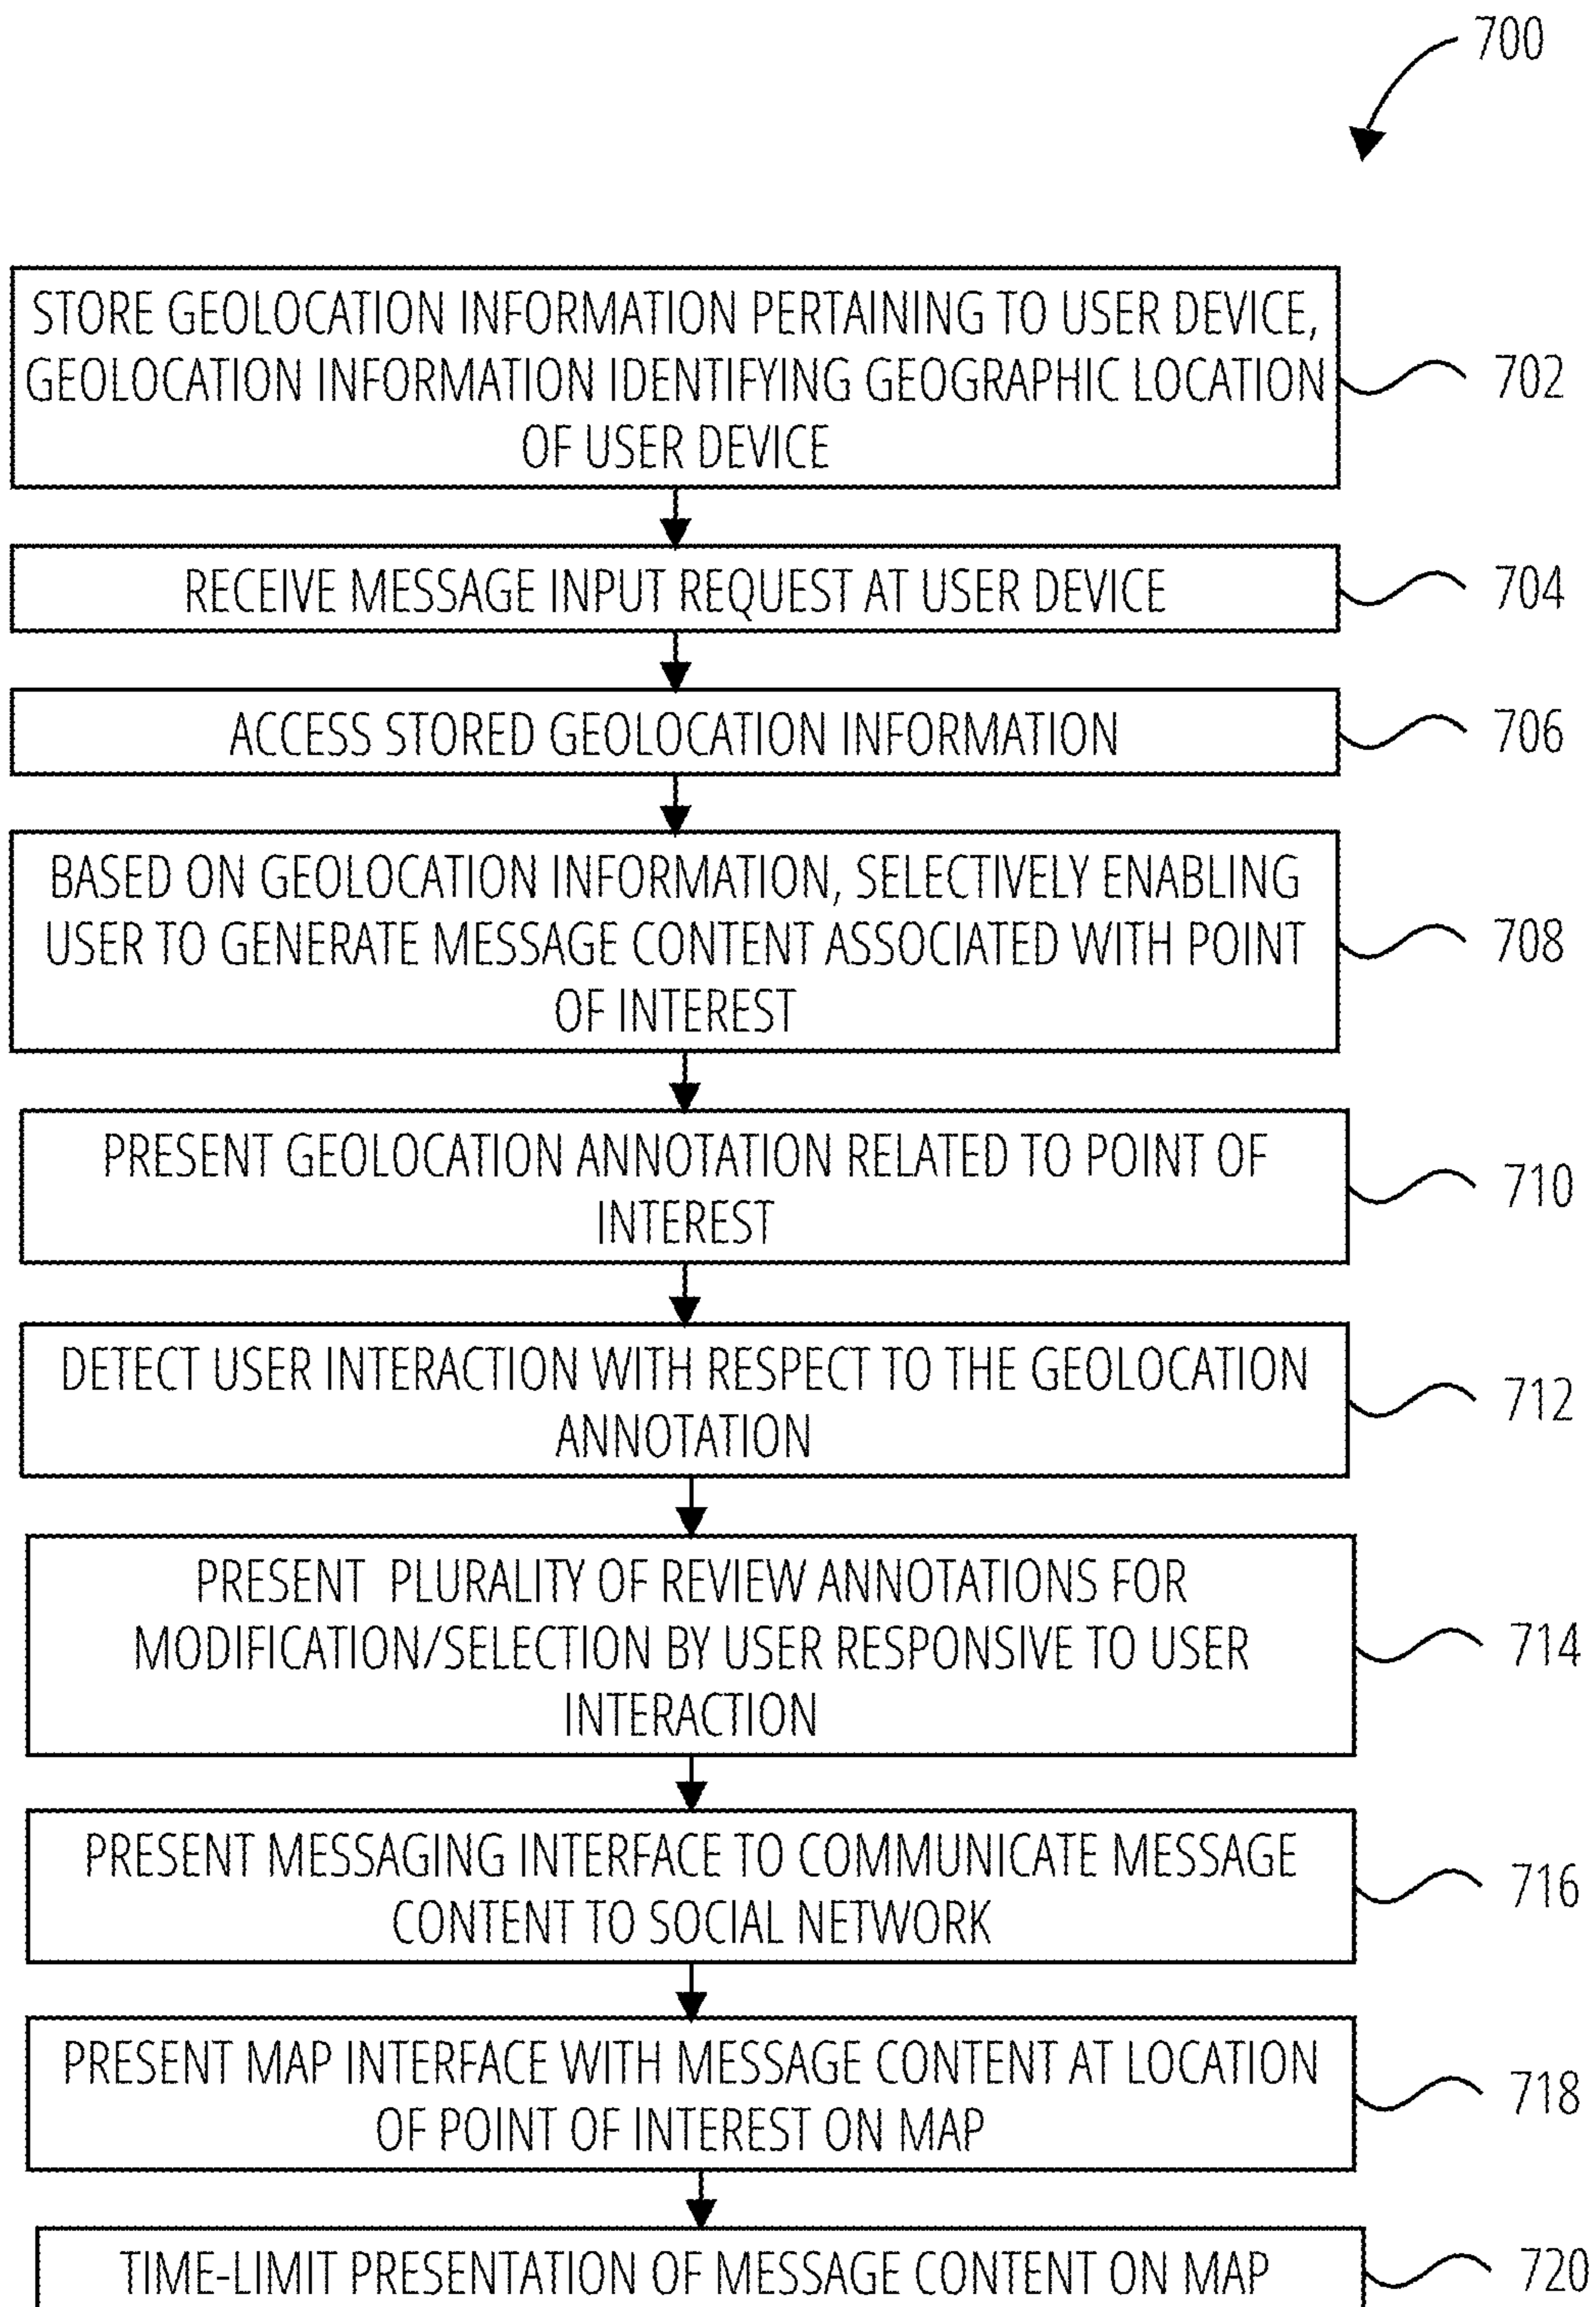 700
STORE GEOLOCATION INFORMATION PERTAINING TO USER DEVICE,
GEOLOCATION INFORMATION IDENTIFYING GEOGRAPHIC LOCATION
OF USER DEVICE
702
RECEIVE MESSAGE INPUT REQUEST AT USER DEVICE
704
ACCESS STORED GEOLOCATION INFORMATION
706
BASED ON GEOLOCATION INFORMATION, SELECTIVELY ENABLING
USER TO GENERATE MESSAGE CONTENT ASSOCIATED WITH POINT
OF INTEREST
708
PRESENT GEOLOCATION ANNOTATION RELATED TO POINT OF
INTEREST
710
DETECT USER INTERACTION WITH RESPECT TO THE GEOLOCATION
ANNOTATION
712
PRESENT PLURALITY OF REVIEW ANNOTATIONS FOR
MODIFICATION/SELECTION BY USER RESPONSIVE TO USER
INTERACTION
714
PRESENT MESSAGING INTERFACE TO COMMUNICATE MESSAGE
CONTENT TO SOCIAL NETWORK
716
PRESENT MAP INTERFACE WITH MESSAGE CONTENT AT LOCATION
OF POINT OF INTEREST ON MAP
718
TIME-LIMIT PRESENTATION OF MESSAGE CONTENT ON MAP
720